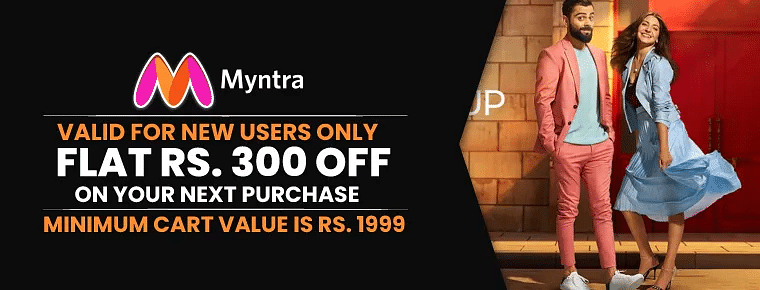 Myntra
VALID FOR NEW USERS ONLY
FLAT RS. 300 OFF
ON YOUR NEXT PURCHASE
MINIMUM CART VALUE IS RS. 1999
UP